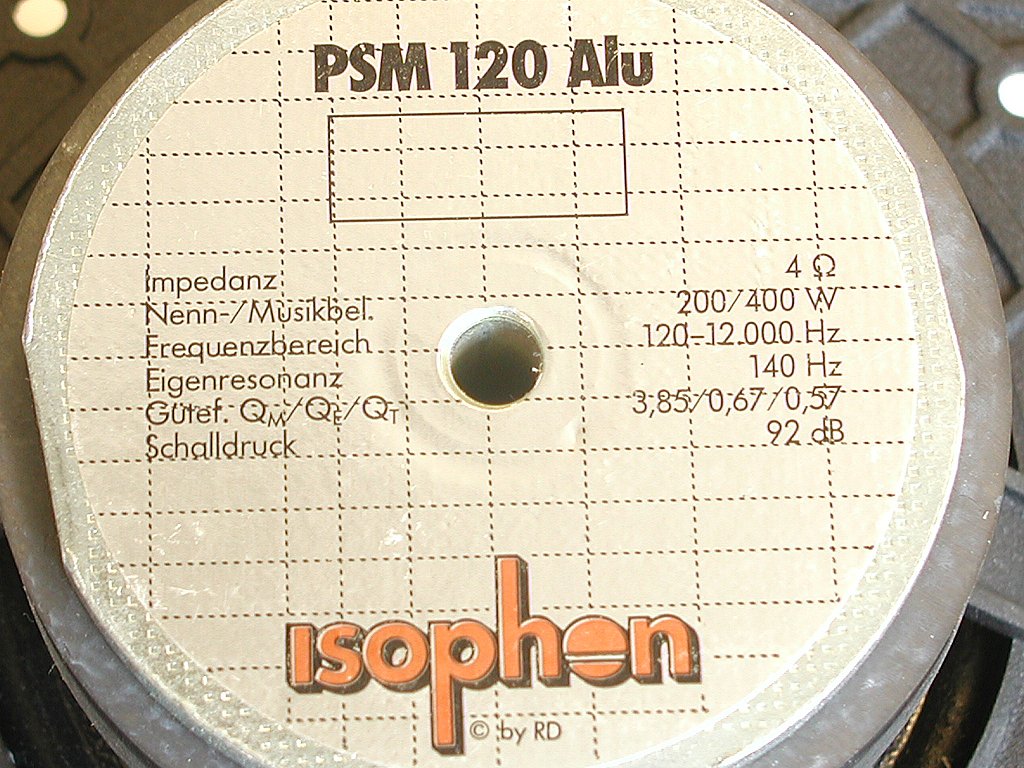 PSM 120 Alu
Impedanz 4 Ω
Nenn-/Musikbel. 200/400 W
Frequenzbereich 120-12.000 Hz
Eigenresonanz 140 Hz
Gütef. QM/QE/QT 3,85/0,67/0,57
Schalldruck 92 dB
isophon
© by RD